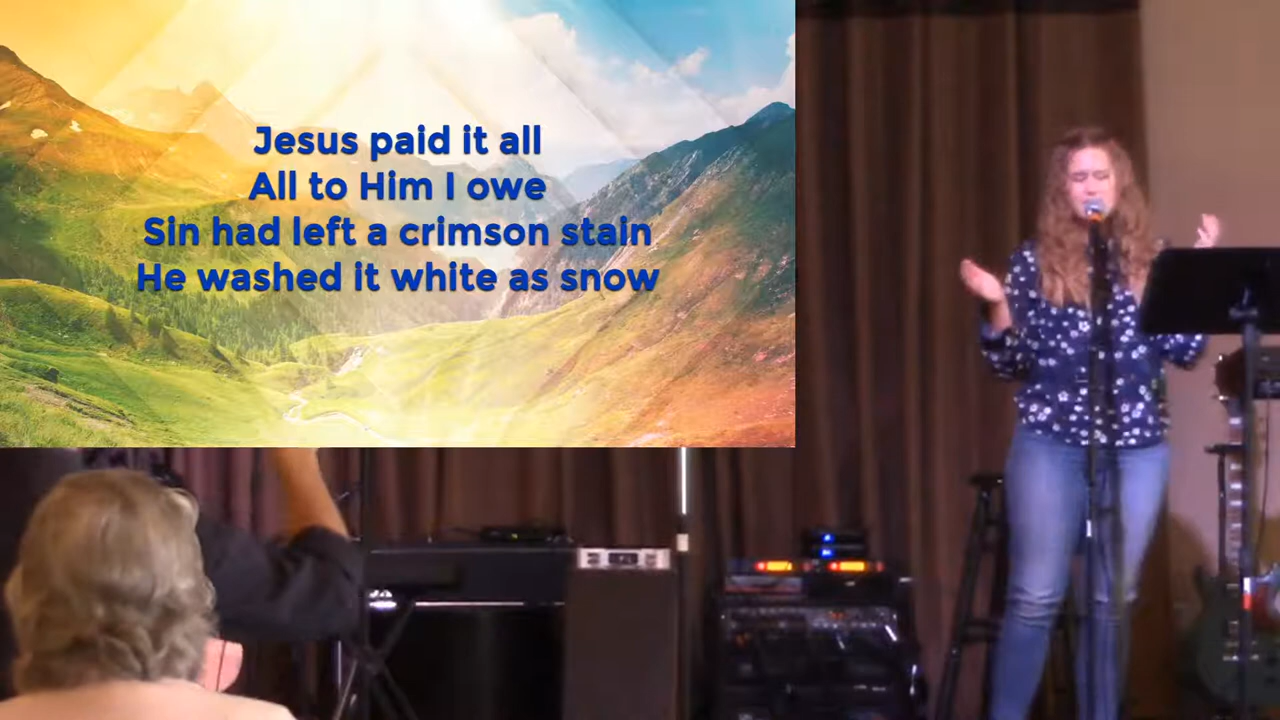 Jesus paid it all
All to Him I owe
Sin had left a crimson stain
He washed it white as snow